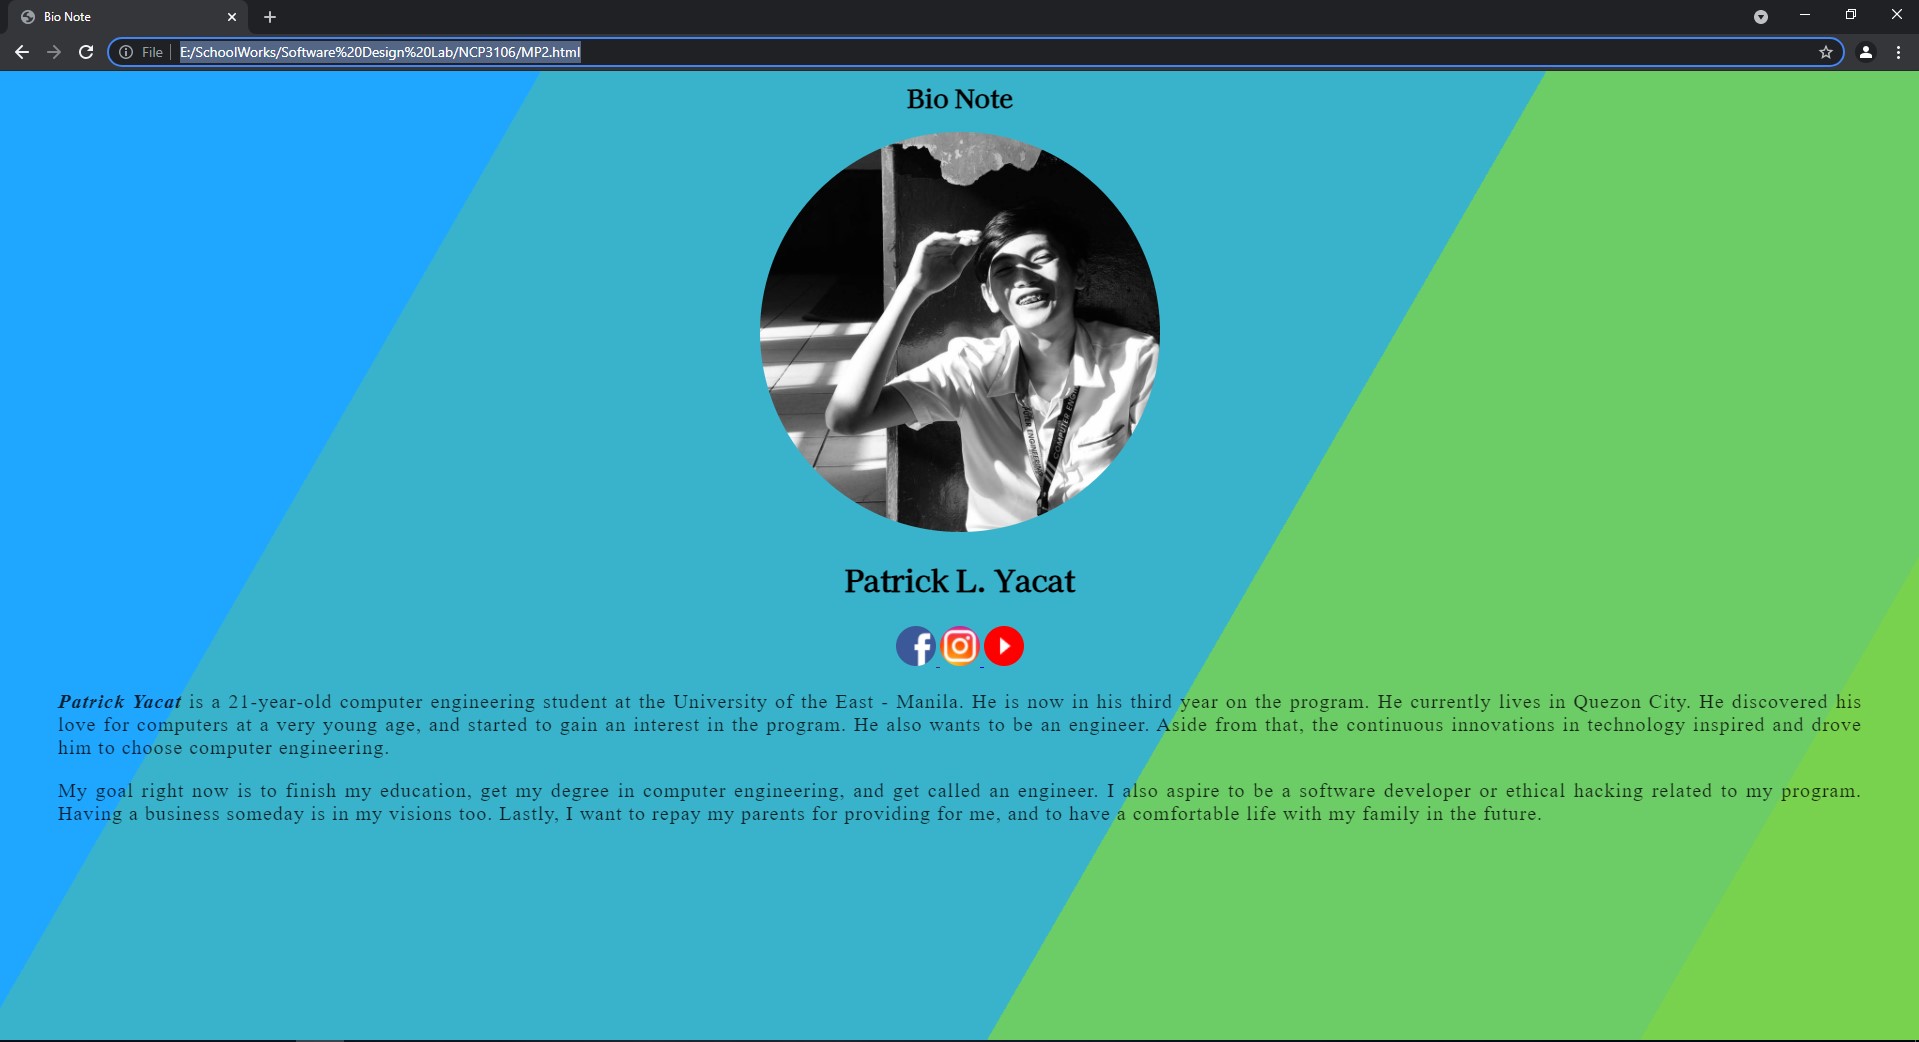 Bio Note
File
E:/SchoolWorks/Software%20Design%20Lab/NCP3106/MP2.html
Bio Note
COMPUTER ENGI
ENGINEERING
Patrick L. Yacat
Patrick Yacat is a 21-year-old computer engineering student at the University of the East - Manila. He is now in his third year on the program. He currently lives in Quezon City. He discovered his
love for computers at a very young age, and started to gain an interest in the program. He also wants to be an engineer. Aside from that, the continuous innovations in technology inspired and drove
him to choose computer engineering.
My goal right now is to finish my education, get my degree in computer engineering, and get called an engineer. I also aspire to be a software developer or ethical hacking related to my program.
Having a business someday is in my visions too. Lastly, I want to repay my parents for providing for me, and to have a comfortable life with my family in the future.